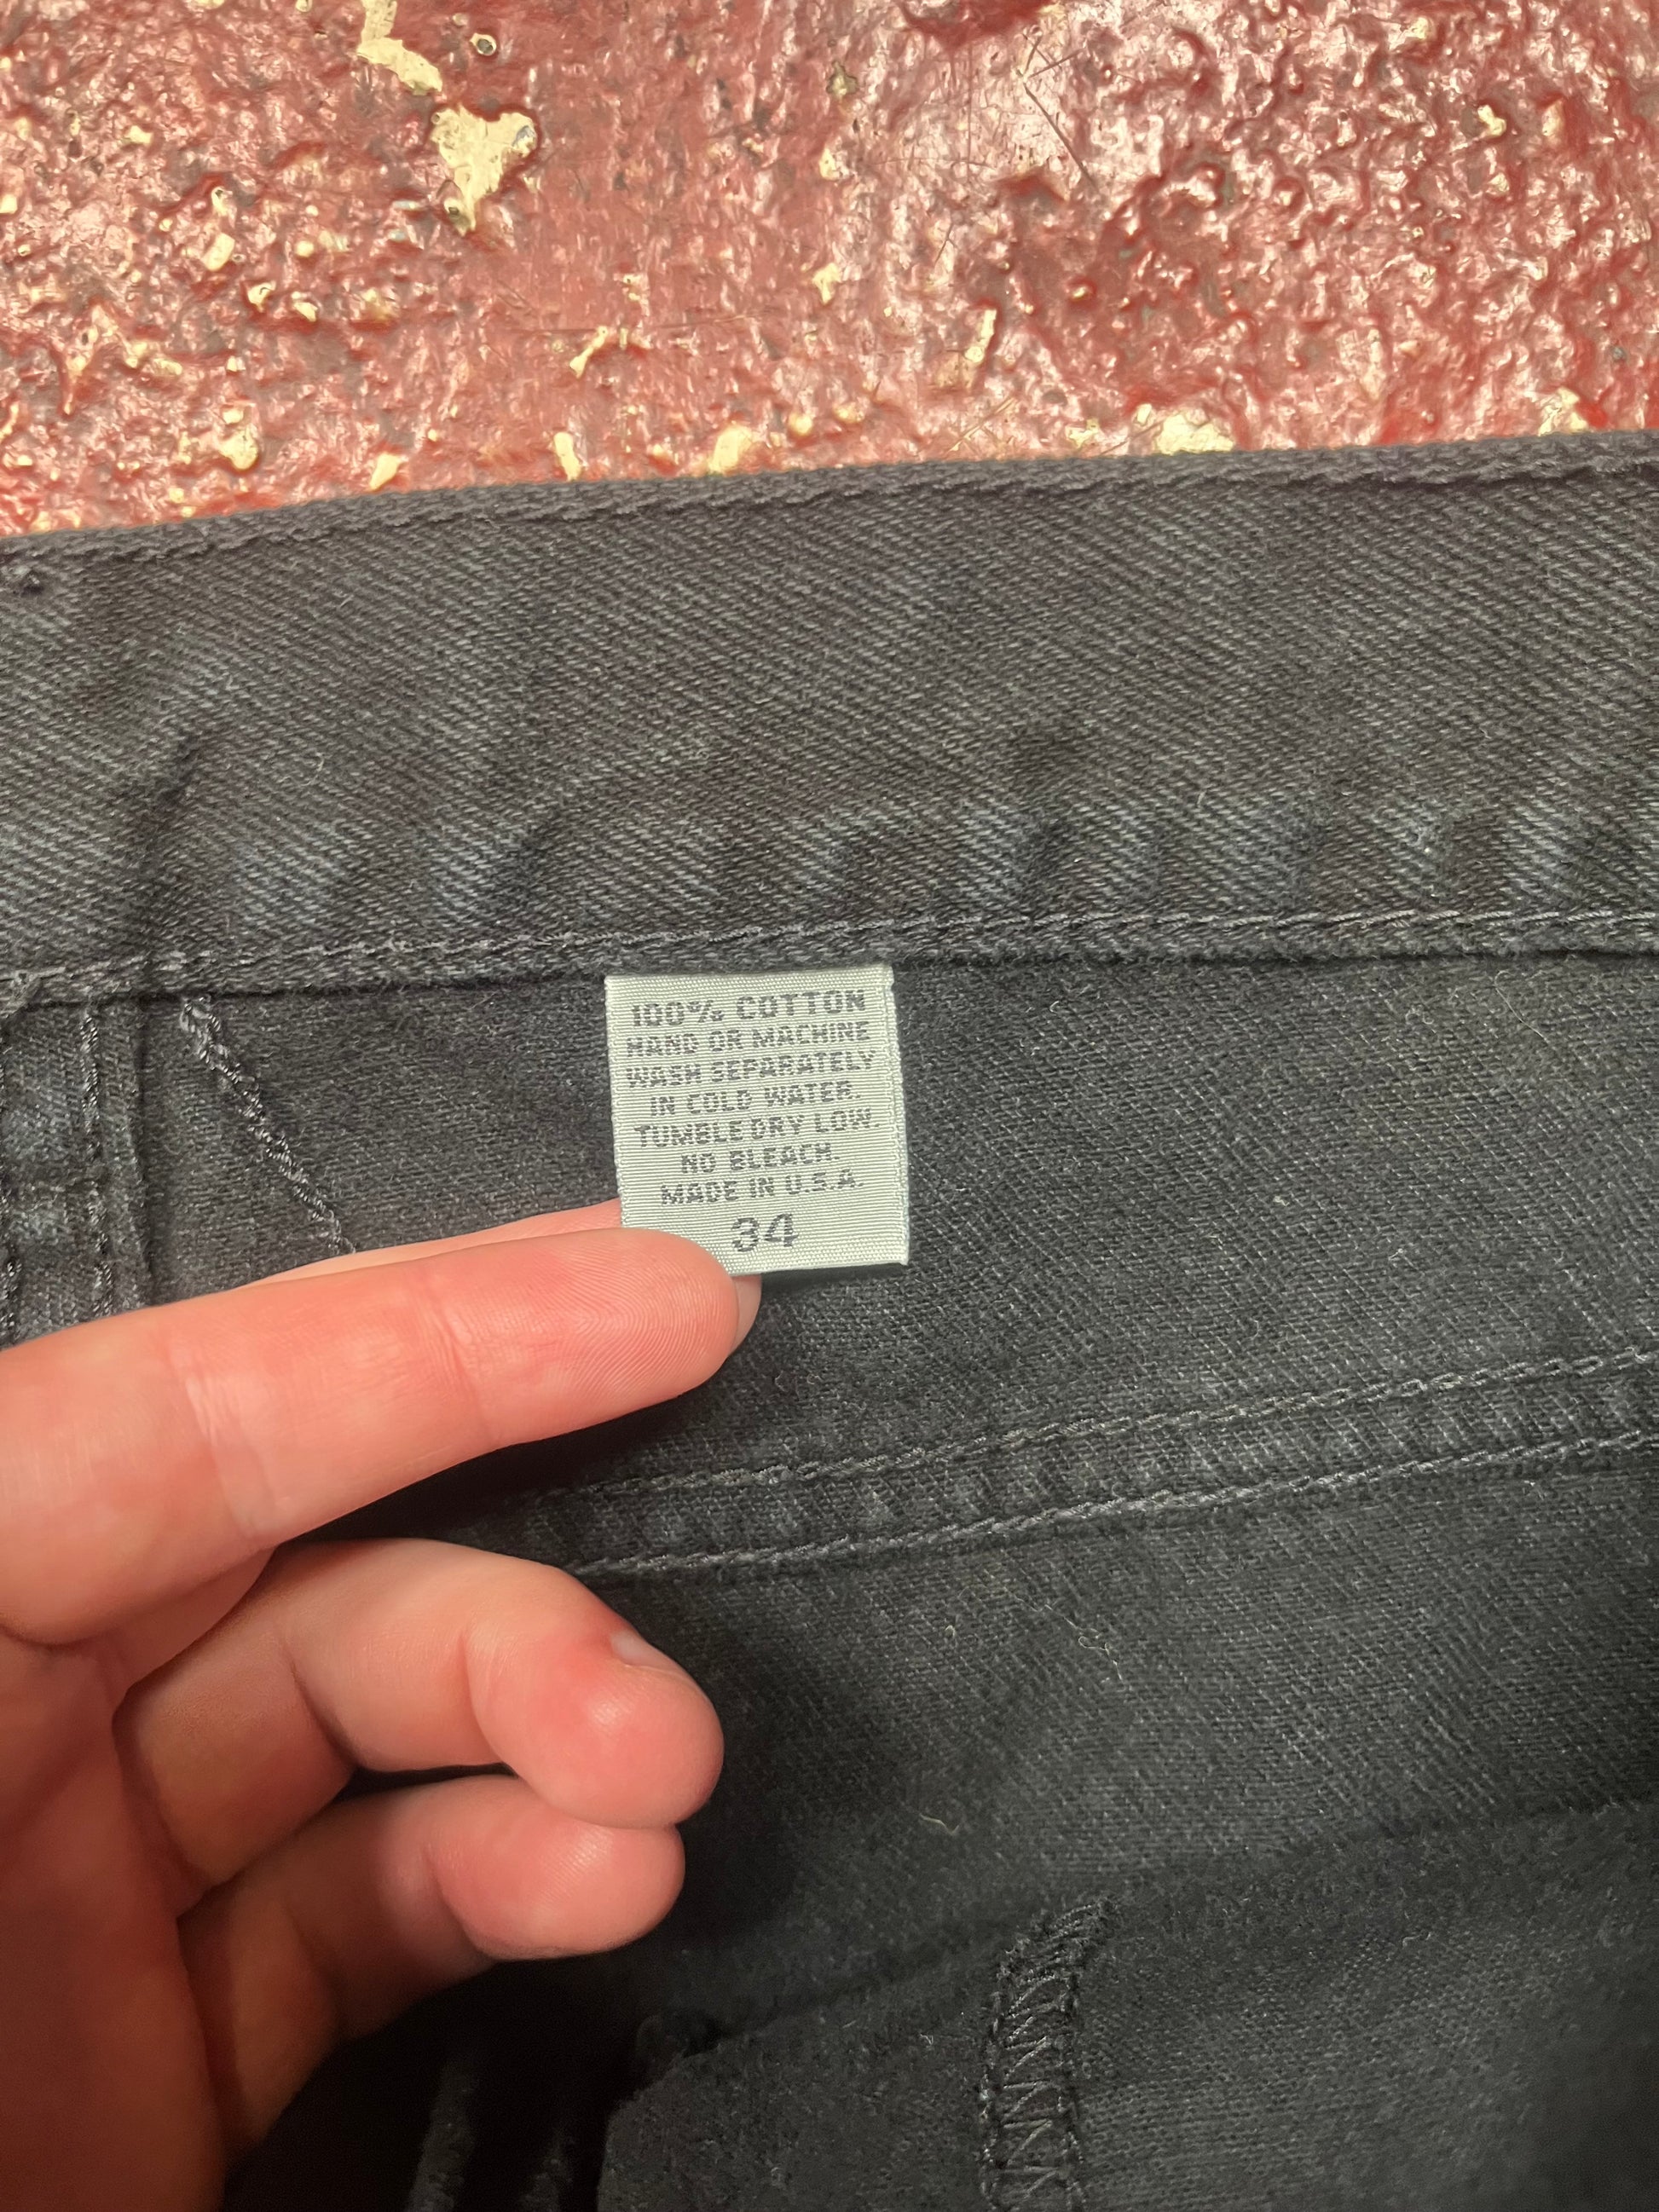 100% COTTON
HAND OR MACHINE
WASH SEPARATELY
IN COLD WATER.
TUMBLE DRY LOW.
NO BLEACH.
MADE IN U.S.A.
34